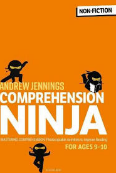 NON-FICTION
ANDREW JENNINGS
COMPREHENSION
NINJA
FOR AGES 9-10